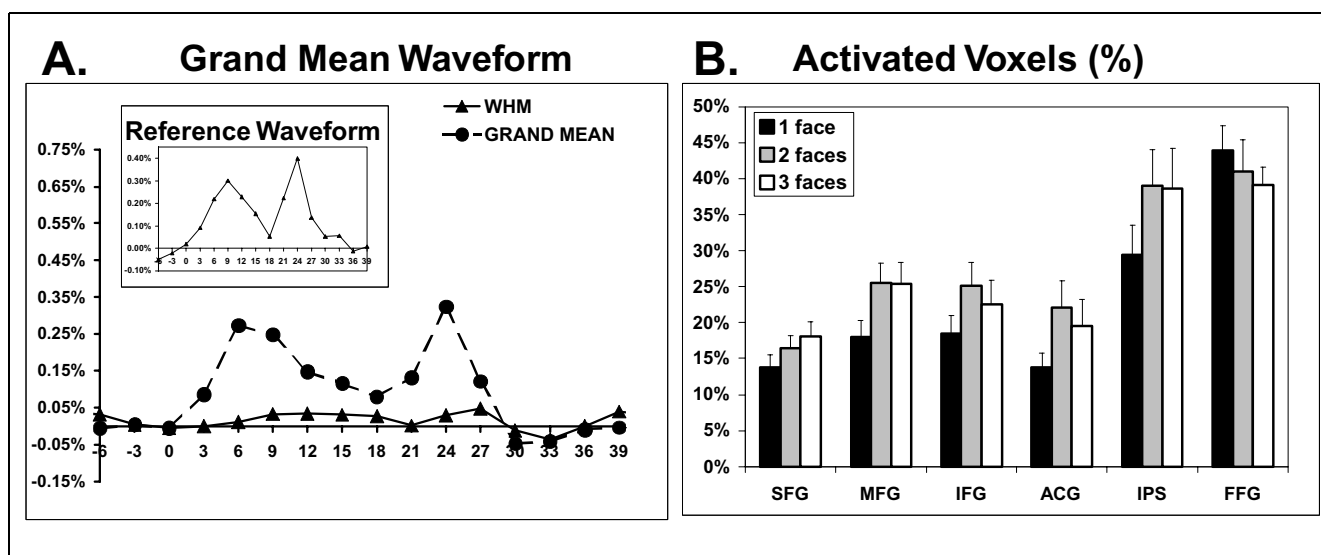 A. Grand Mean Waveform
WHM
GRAND MEAN
Reference Waveform
0.40%
0.30%
0.20%
0.10%
0.00%
-0.10%
-6 -3 0 3 6 9 12 15 18 21 24 27 30 33 36 39
0.75%
0.65%
0.55%
0.45%
0.35%
0.25%
0.15%
0.05%
-0.05%
-0.15%
-6 -3 0 3 6 9 12 15 18 21 24 27 30 33 36 39
B. Activated Voxels (%)
1 face
2 faces
3 faces
50%
45%
40%
35%
30%
25%
20%
15%
10%
5%
0%
SFG MFG IFG ACG IPS FFG